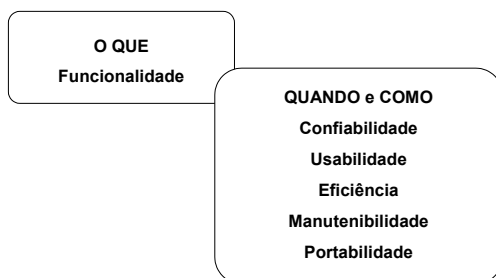 O QUE
Funcionalidade
QUANDO e COMO
Confiabilidade
Usabilidade
Eficiência
Manutenibilidade
Portabilidade